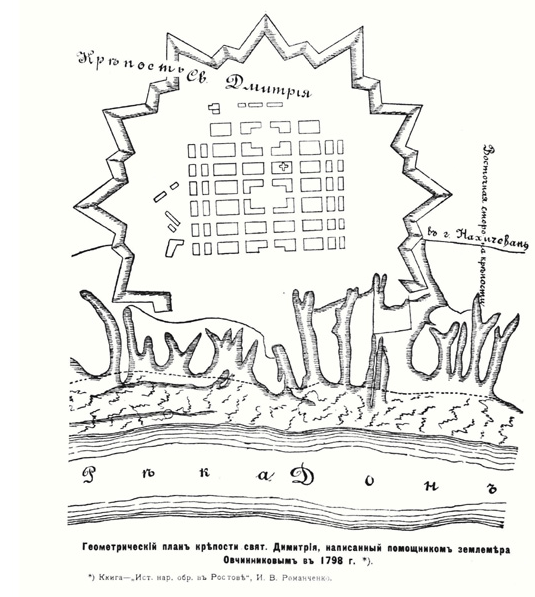 Крѣпость Св. Дмитрія
Восточная сторона крѣпости
въ г. Нахичевань
Рѣка Донъ
Геометрическій планъ крѣпости свят. Димитрія, написанный помощникомъ землемѣра
Овчинниковымъ въ 1798 г. *).
*) Книга—„Ист. нар. обр. въ Ростовѣ“, И. В. Романченко.